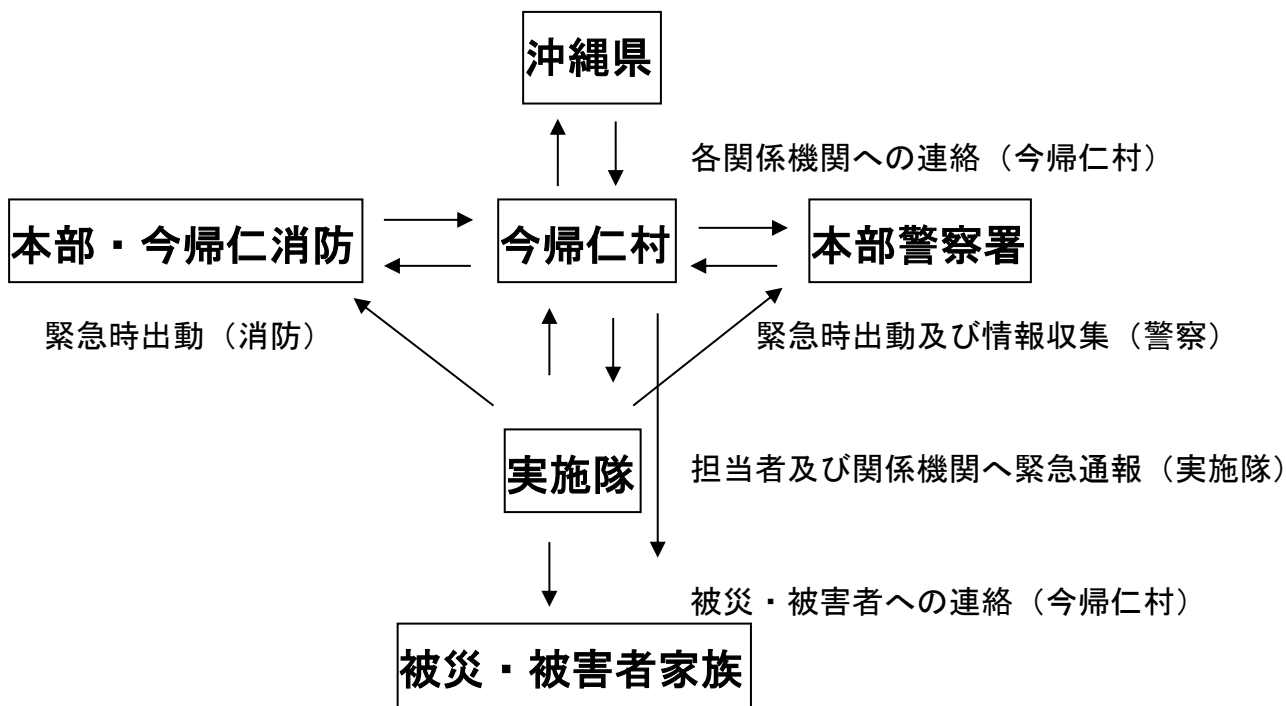 沖縄県
各関係機関への連絡（今帰仁村）
本部・今帰仁消防
今帰仁村
本部警察署
緊急時出動（消防）
緊急時出動及び情報収集（警察）
実施隊
担当者及び関係機関へ緊急通報（実施隊）
被災・被害者への連絡（今帰仁村）
被災・被害者家族